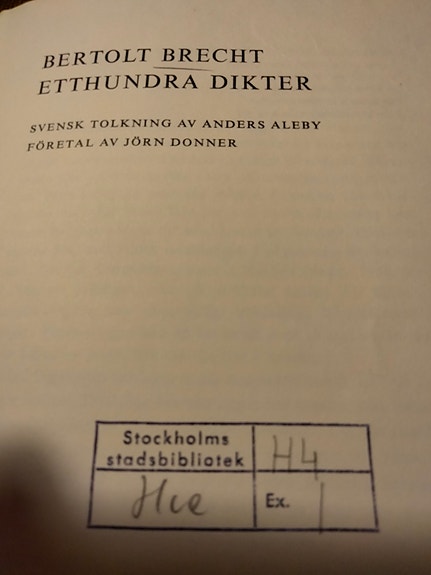 BERTOLT BRECHT
ETTHUNDRA DIKTER
SVENSK TOLKNING AV ANDERS ALEBY
FÖRETAL AV JÖRN DONNER
Stockholms
stadsbibliotek
H4
Hce
Ex. 1